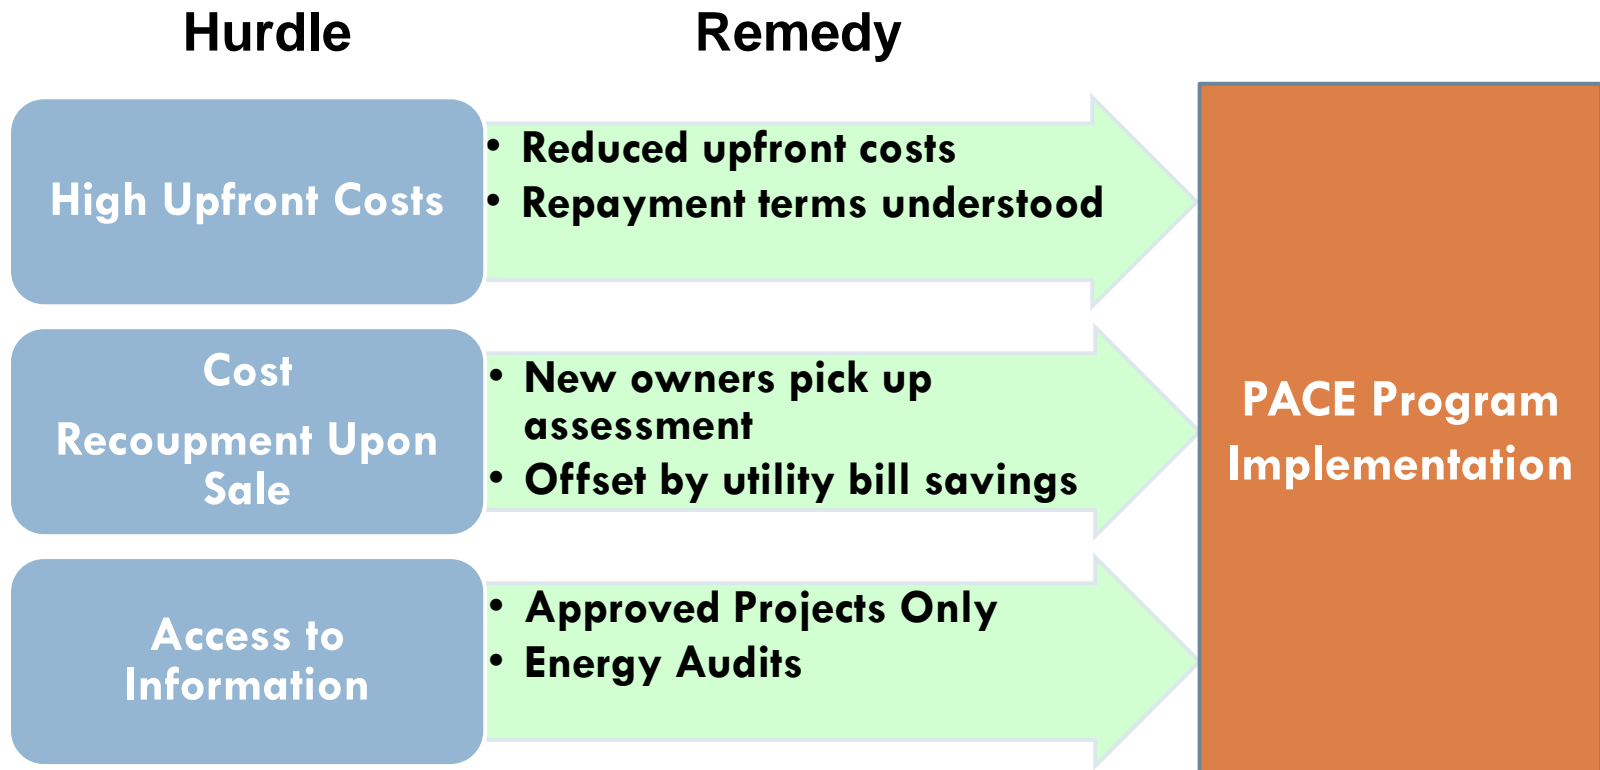 Hurdle
Remedy
High Upfront Costs
• Reduced upfront costs
• Repayment terms understood
Cost
Recoupment Upon
Sale
• New owners pick up
assessment
• Offset by utility bill savings
Access to
Information
• Approved Projects Only
• Energy Audits
PACE Program
Implementation